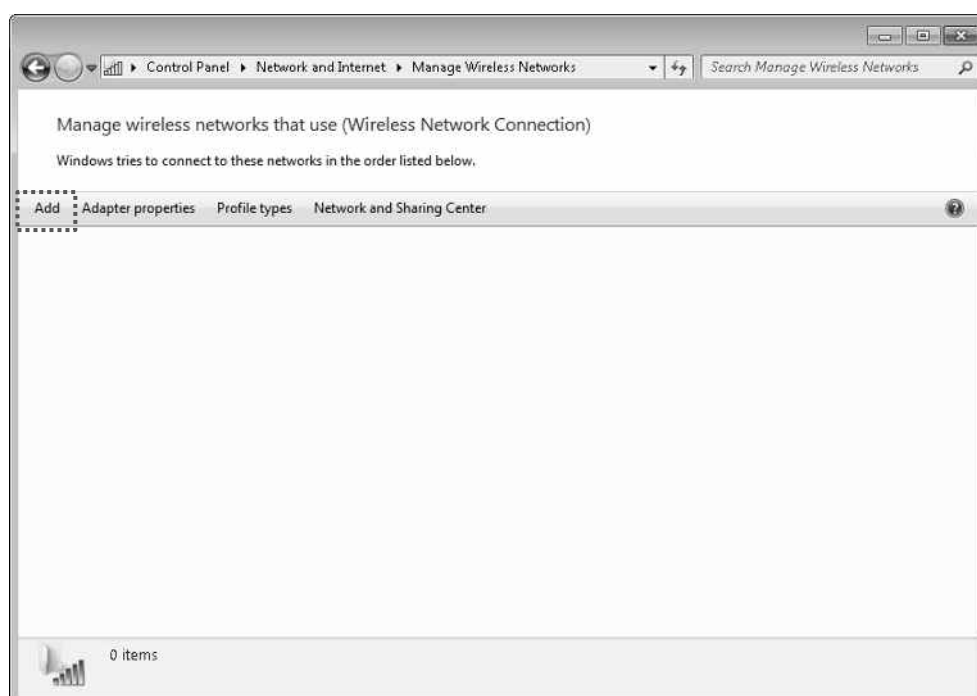 Control Panel Network and Internet Manage Wireless Networks Search Manage Wireless Networks
Manage wireless networks that use (Wireless Network Connection)
Windows tries to connect to these networks in the order listed below.
Add Adapter properties Profile types Network and Sharing Center
0 items